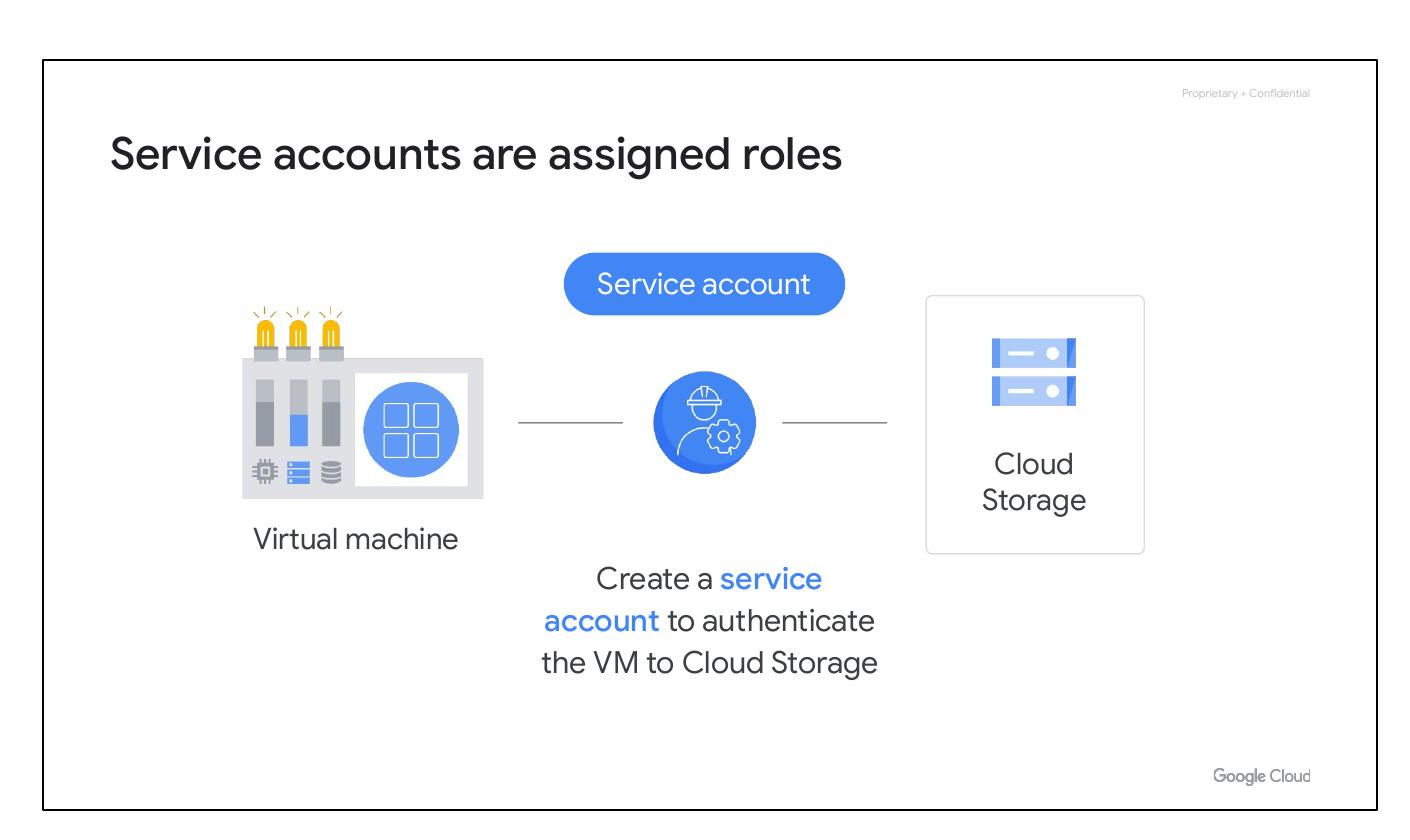 Proprietary + Confidential
Service accounts are assigned roles
Service account
Virtual machine
Cloud
Storage
Create a service
account to authenticate
the VM to Cloud Storage
Google Cloud